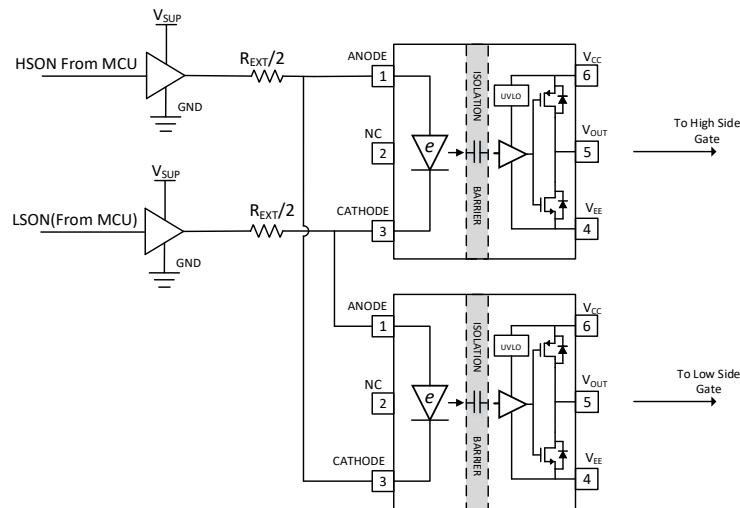 VSUP
HSON From MCU
REXT/2
GND
ANODE
1
NC
2
CATHODE
3
e
ISOLATION
BARRIER
UVLO
VCC
6
VOUT
5
VEE
4
To High Side
Gate
VSUP
LSON(From MCU)
REXT/2
GND
ANODE
1
NC
2
CATHODE
3
e
ISOLATION
BARRIER
UVLO
VCC
6
VOUT
5
VEE
4
To Low Side
Gate